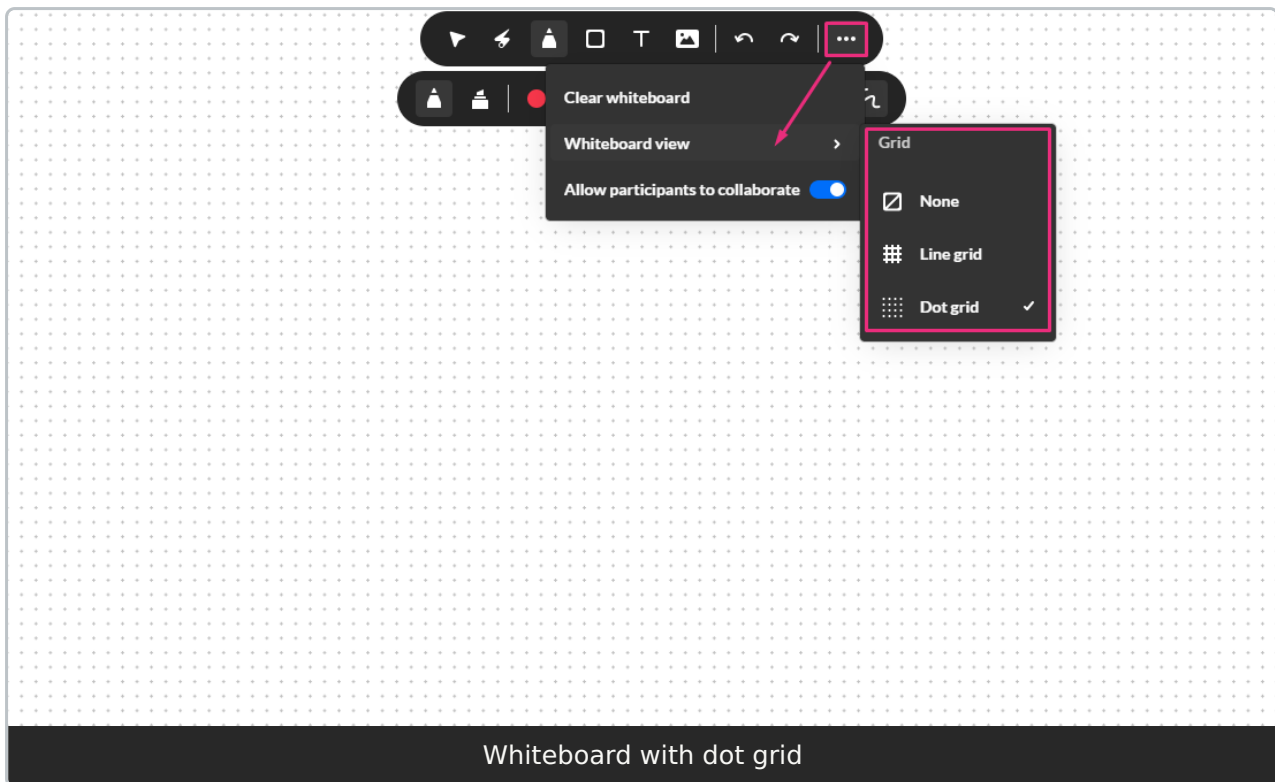 Clear whiteboard
Whiteboard view
Allow participants to collaborate
Grid
None
Line grid
Dot grid
Whiteboard with dot grid